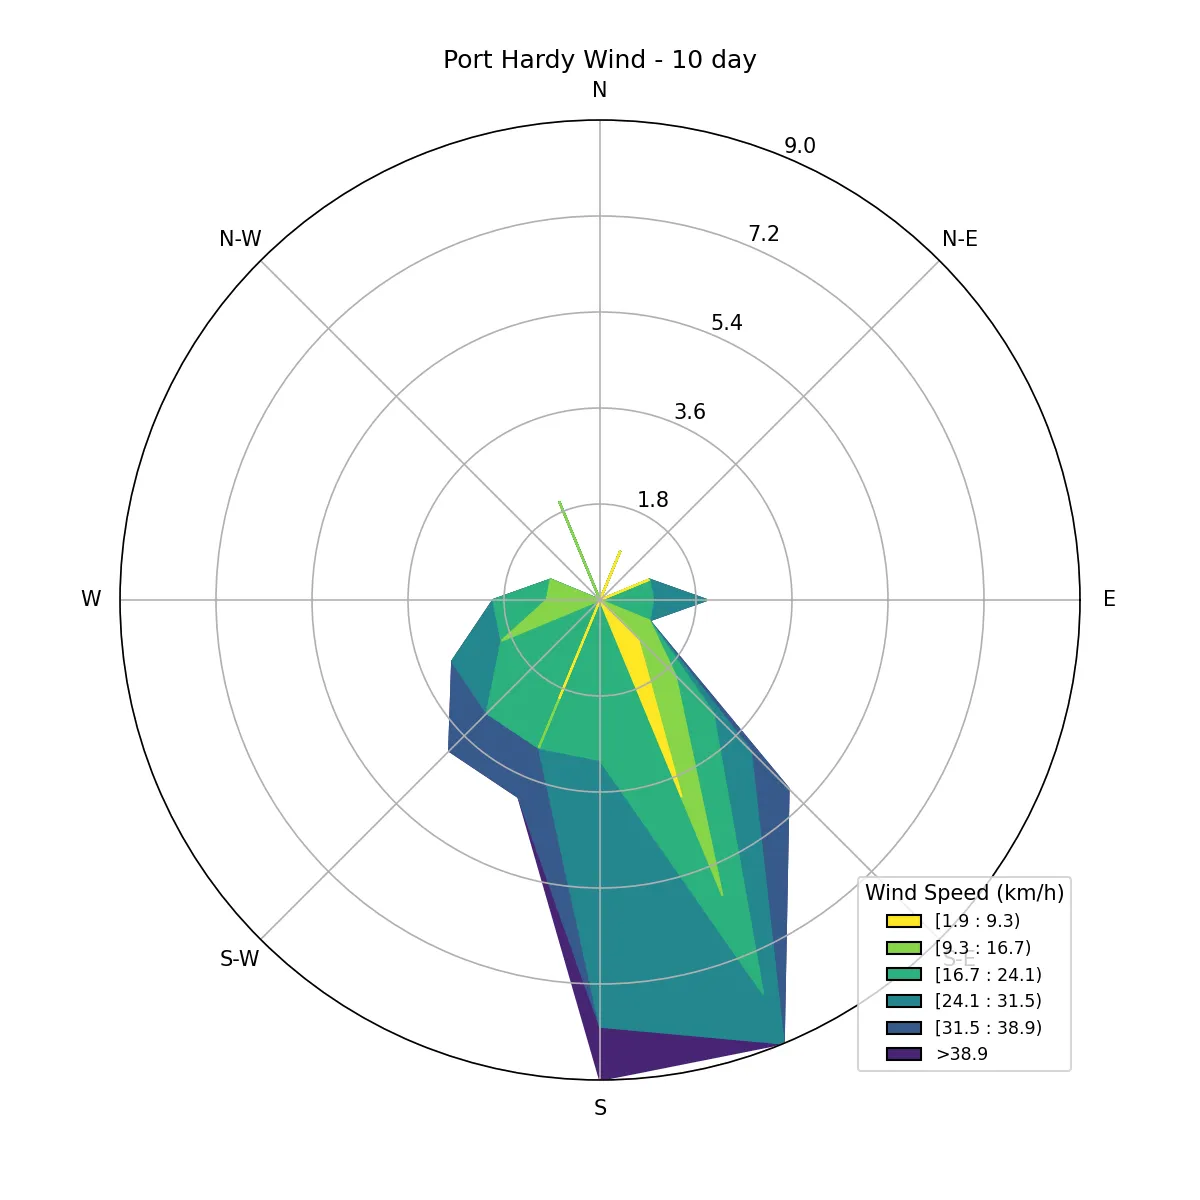 Port Hardy Wind - 10 day
N
9.0
7.2
N-W
N-E
5.4
3.6
1.8
W
E
Wind Speed (km/h)
[1.9 : 9.3)
[9.3 : 16.7)
S-W
S-E
[16.7 : 24.1)
[24.1 : 31.5)
[31.5 : 38.9)
>38.9
S